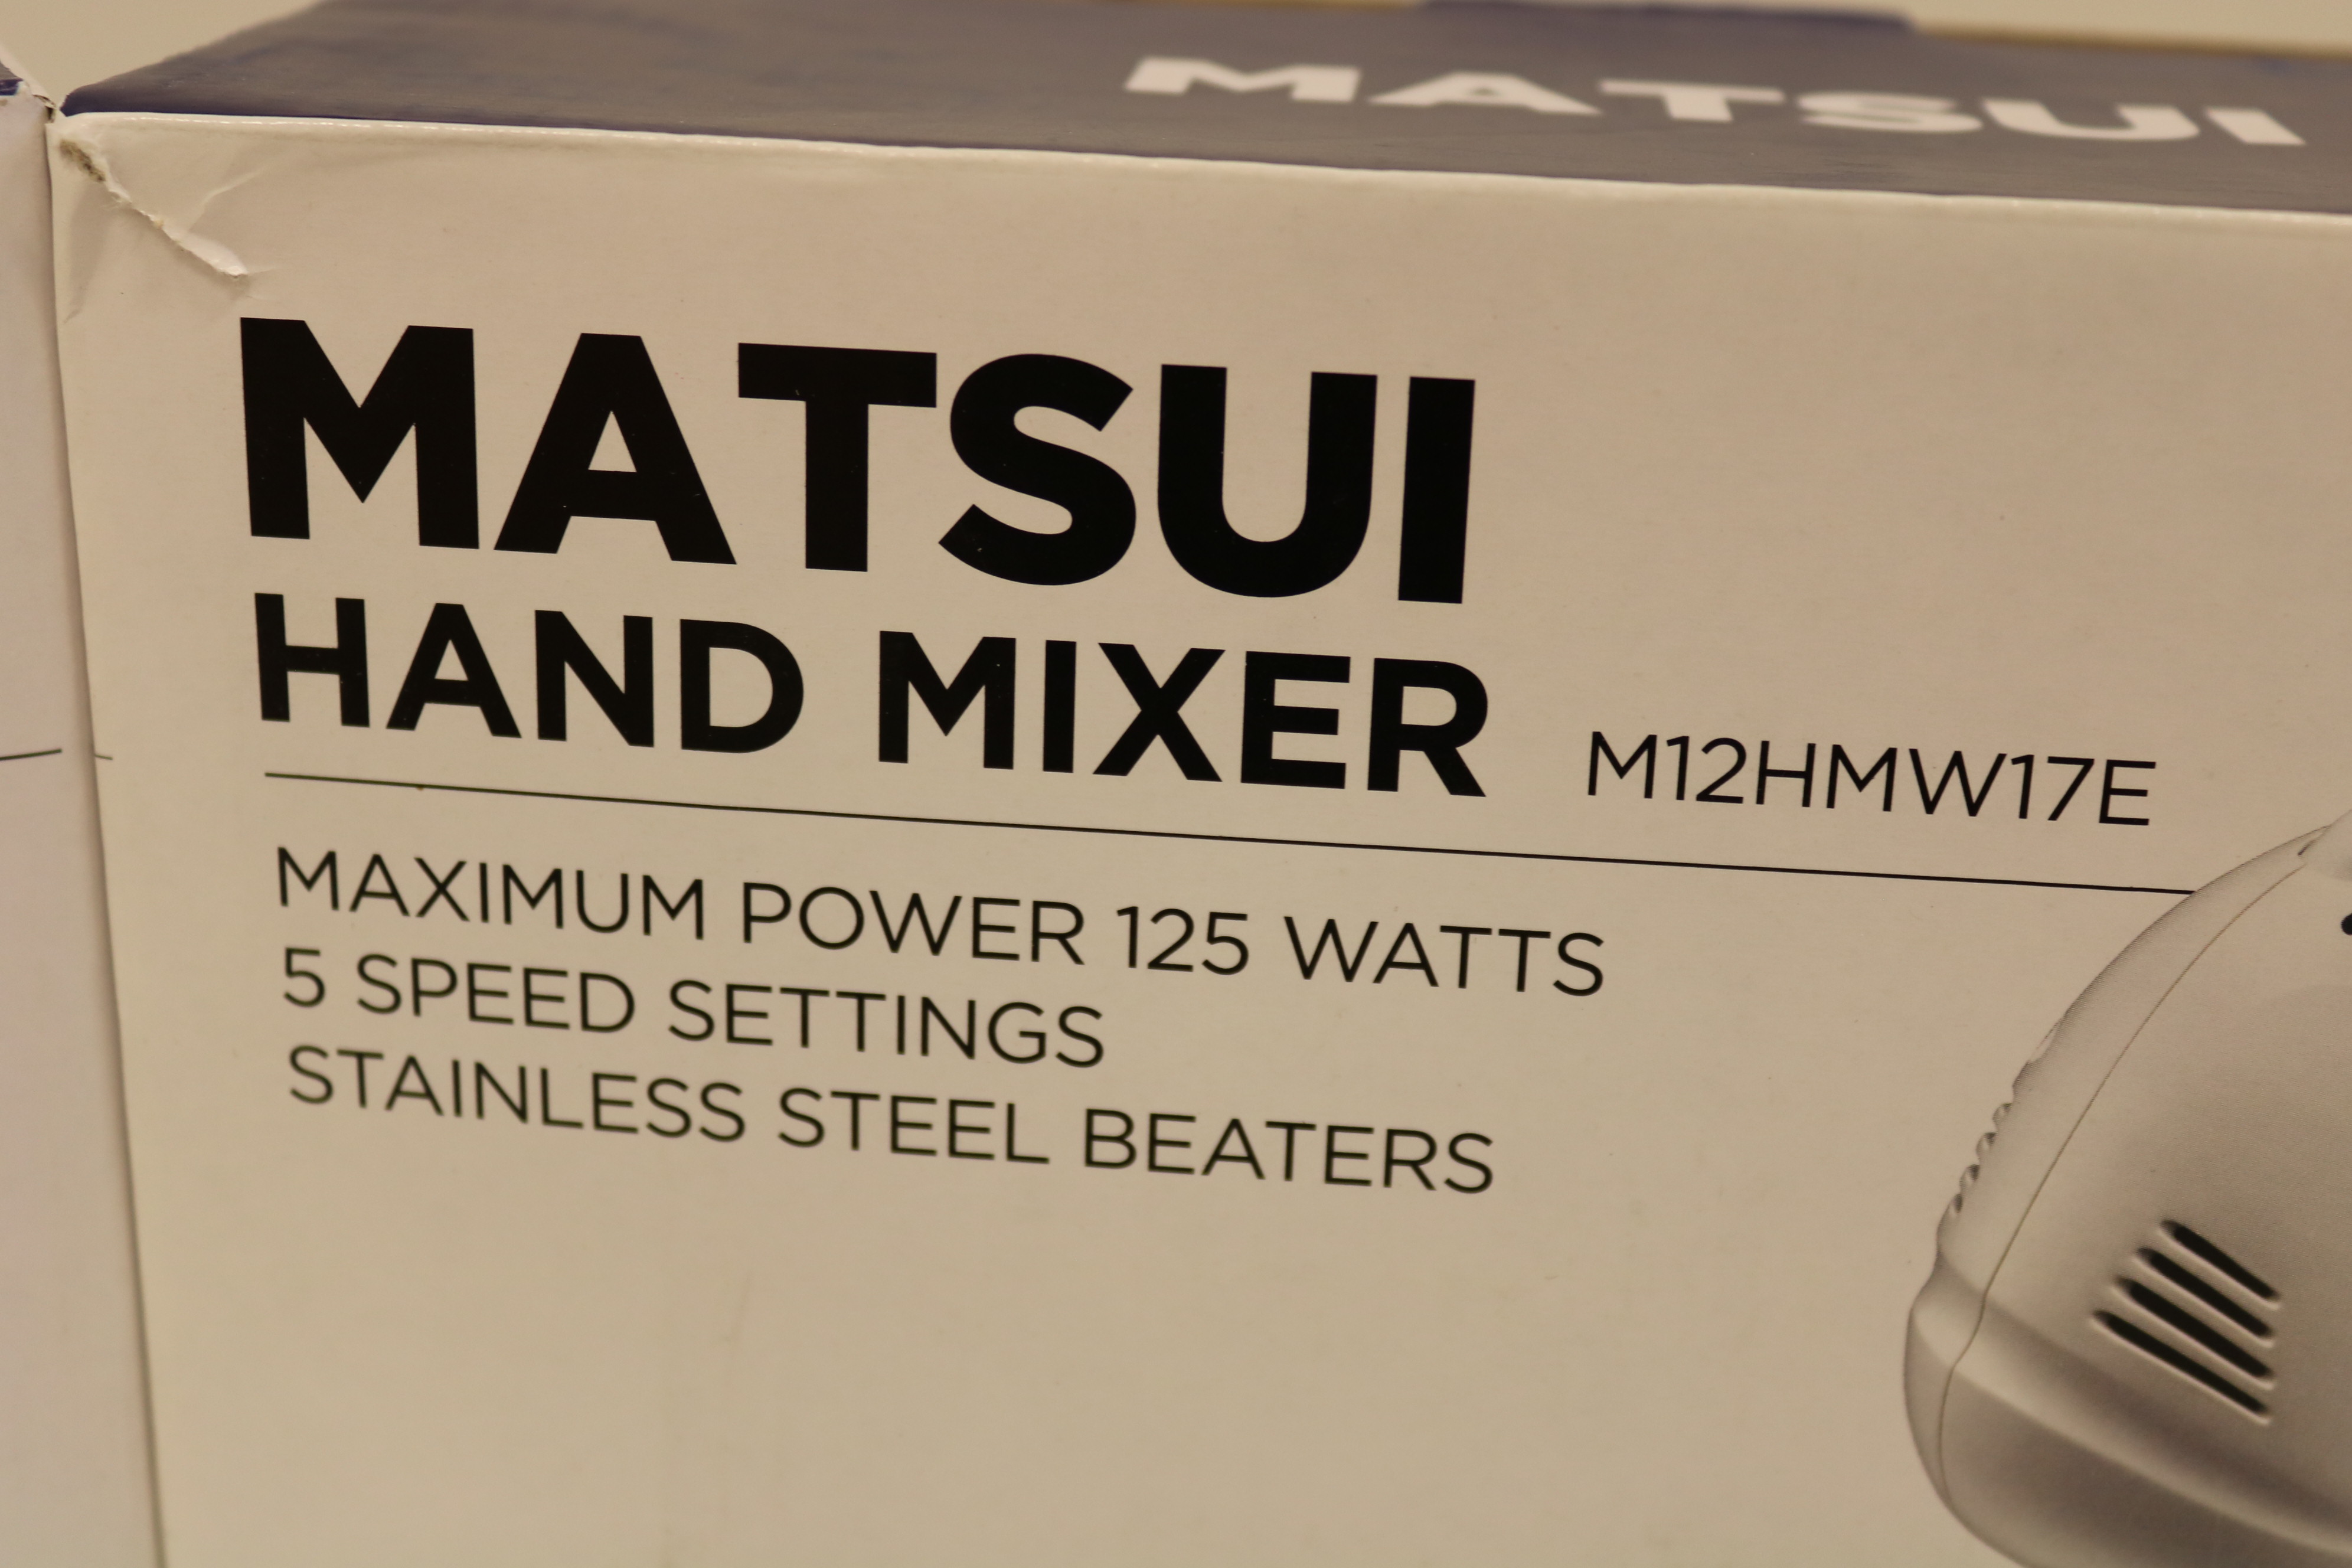 MATSUI
MATSUI
HAND MIXER M12HMW17E
MAXIMUM POWER 125 WATTS
5 SPEED SETTINGS
STAINLESS STEEL BEATERS